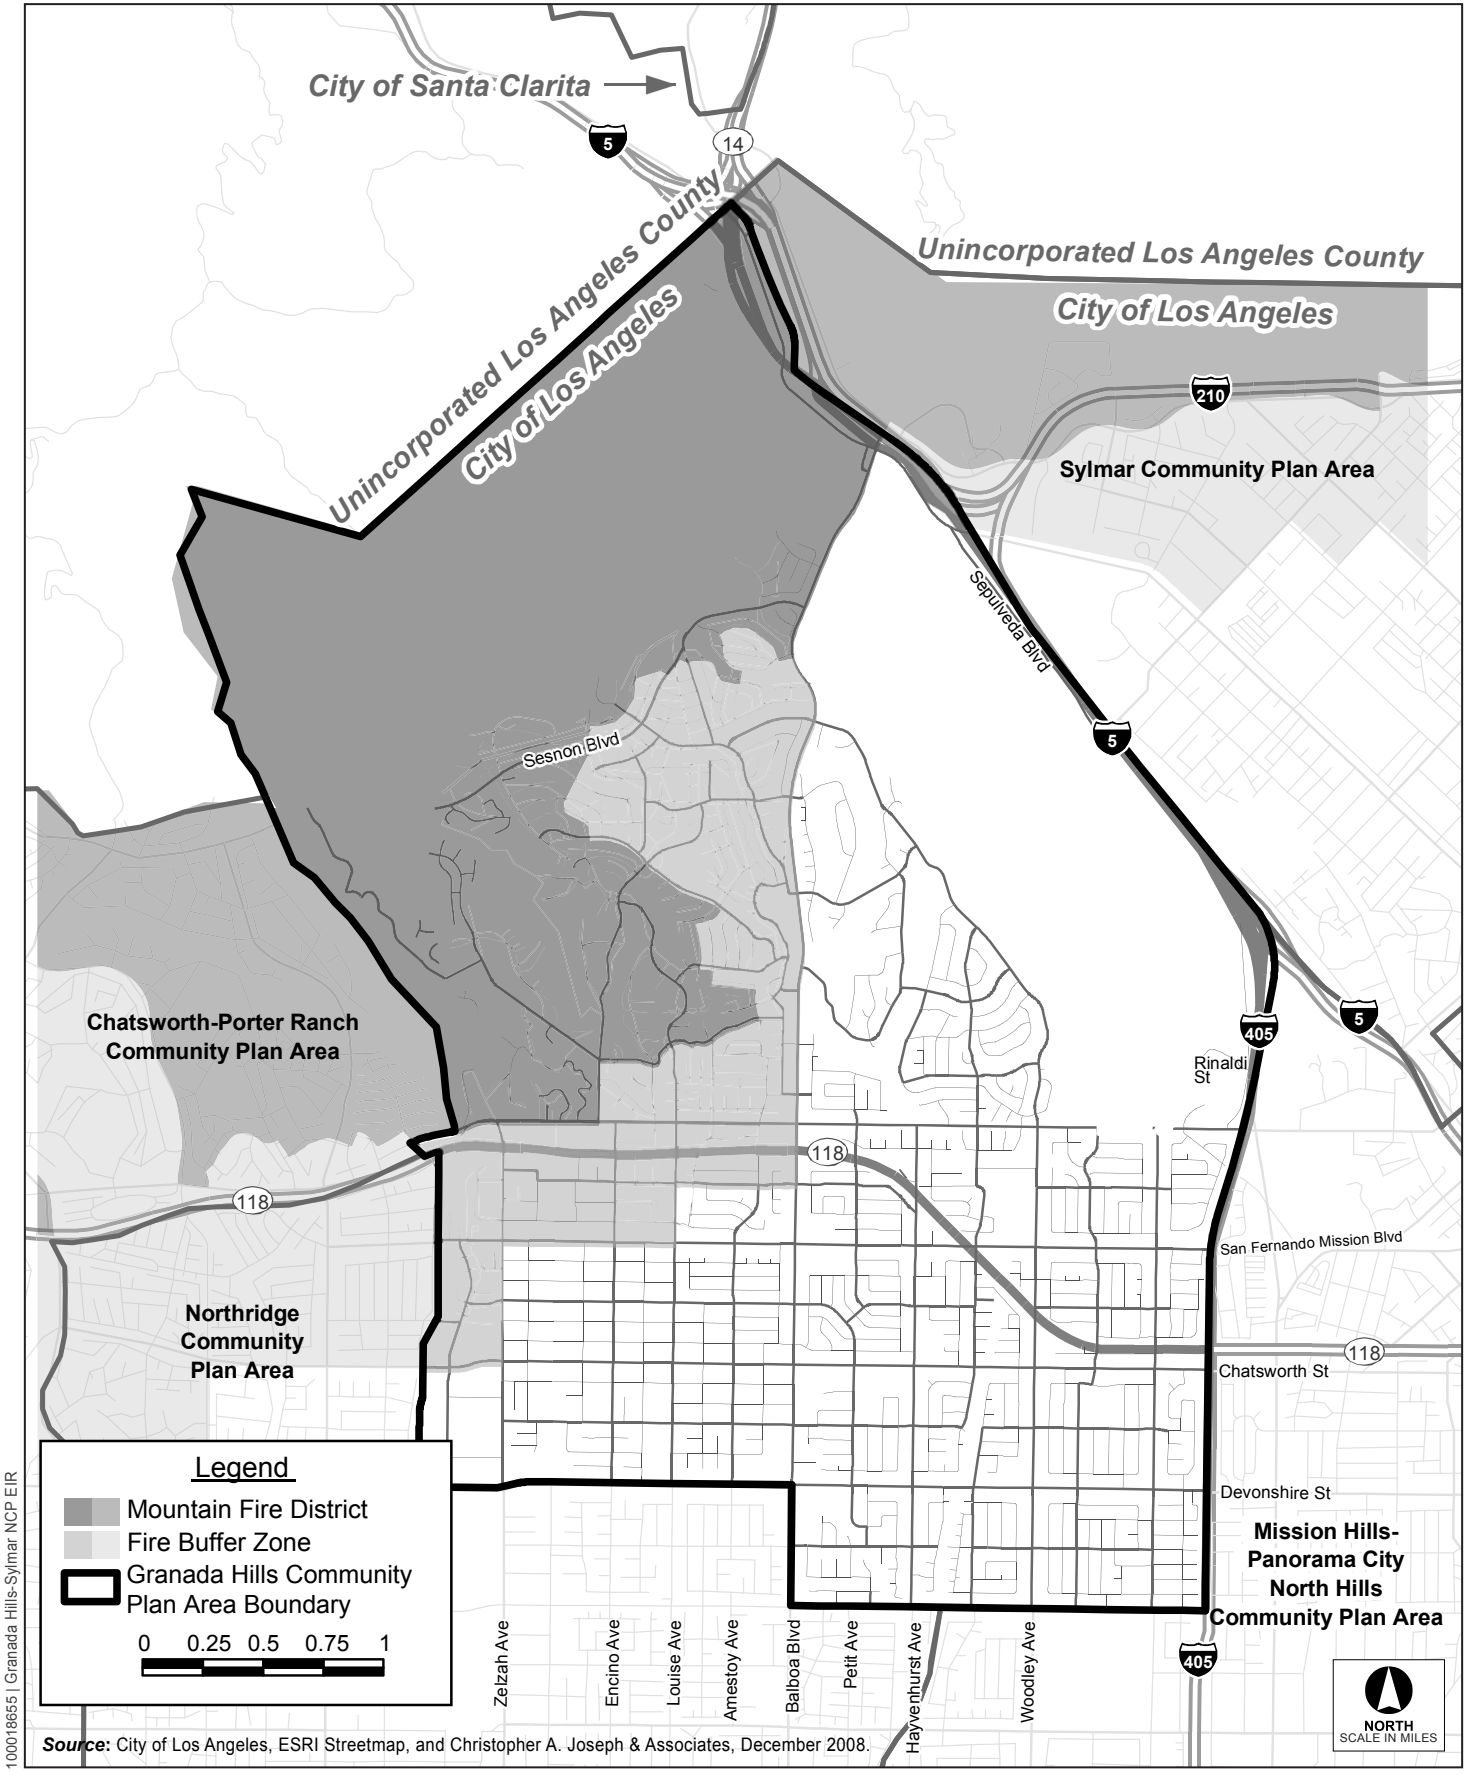 City of Santa Clarita
5
14
Unincorporated Los Angeles County
City of Los Angeles
Unincorporated Los Angeles County
City of Los Angeles
210
Sylmar Community Plan Area
Sepulveda Blvd
5
Sesnon Blvd
Chatsworth-Porter Ranch
Community Plan Area
5
405
Rinaldi
St
118
118
San Fernando Mission Blvd
Northridge
Community
Plan Area
118
Chatsworth St
Devonshire St
Mission Hills-
Panorama City
North Hills
Community Plan Area
405
Legend
Mountain Fire District
Fire Buffer Zone
Granada Hills Community
Plan Area Boundary
0 0.25 0.5 0.75 1
Zelzah Ave
Encino Ave
Louise Ave
Amestoy Ave
Balboa Blvd
Petit Ave
Hayvenhurst Ave
Woodley Ave
NORTH
SCALE IN MILES
Source: City of Los Angeles, ESRI Streetmap, and Christopher A. Joseph & Associates, December 2008.
100018655 | Granada Hills-Sylmar NCP EIR